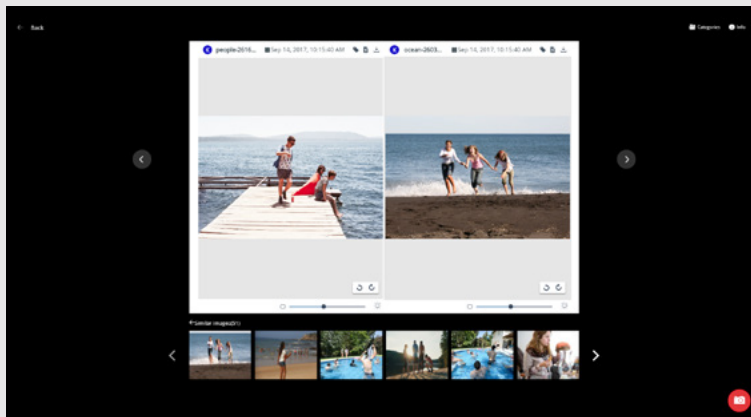 Back
Categories
Info
K people-2616... Sep 14, 2017, 10:15:40 AM
K ocean-2603... Sep 14, 2017, 10:15:40 AM
Similar images